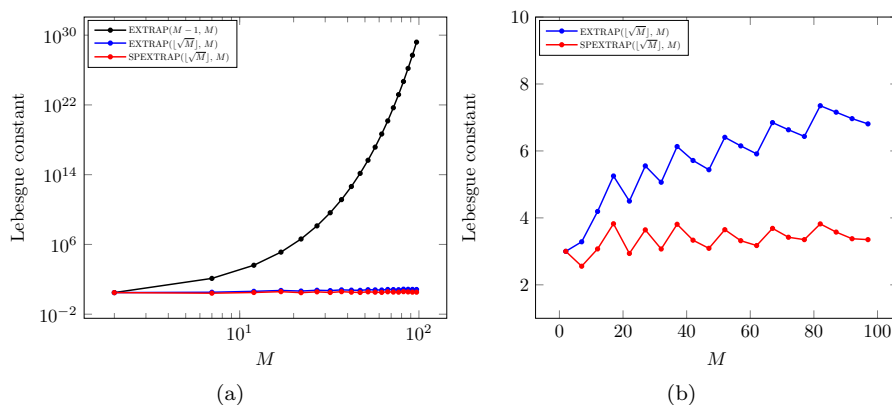 EXTRAP(M − 1, M)
EXTRAP(⌊√M⌋, M)
SPEXTRAP(⌊√M⌋, M)
10^30
10^22
10^14
10^6
10^−2
10^1
10^2
Lebesgue constant
M
(a)
EXTRAP(⌊√M⌋, M)
SPEXTRAP(⌊√M⌋, M)
10
8
6
4
2
0
20
40
60
80
100
Lebesgue constant
M
(b)